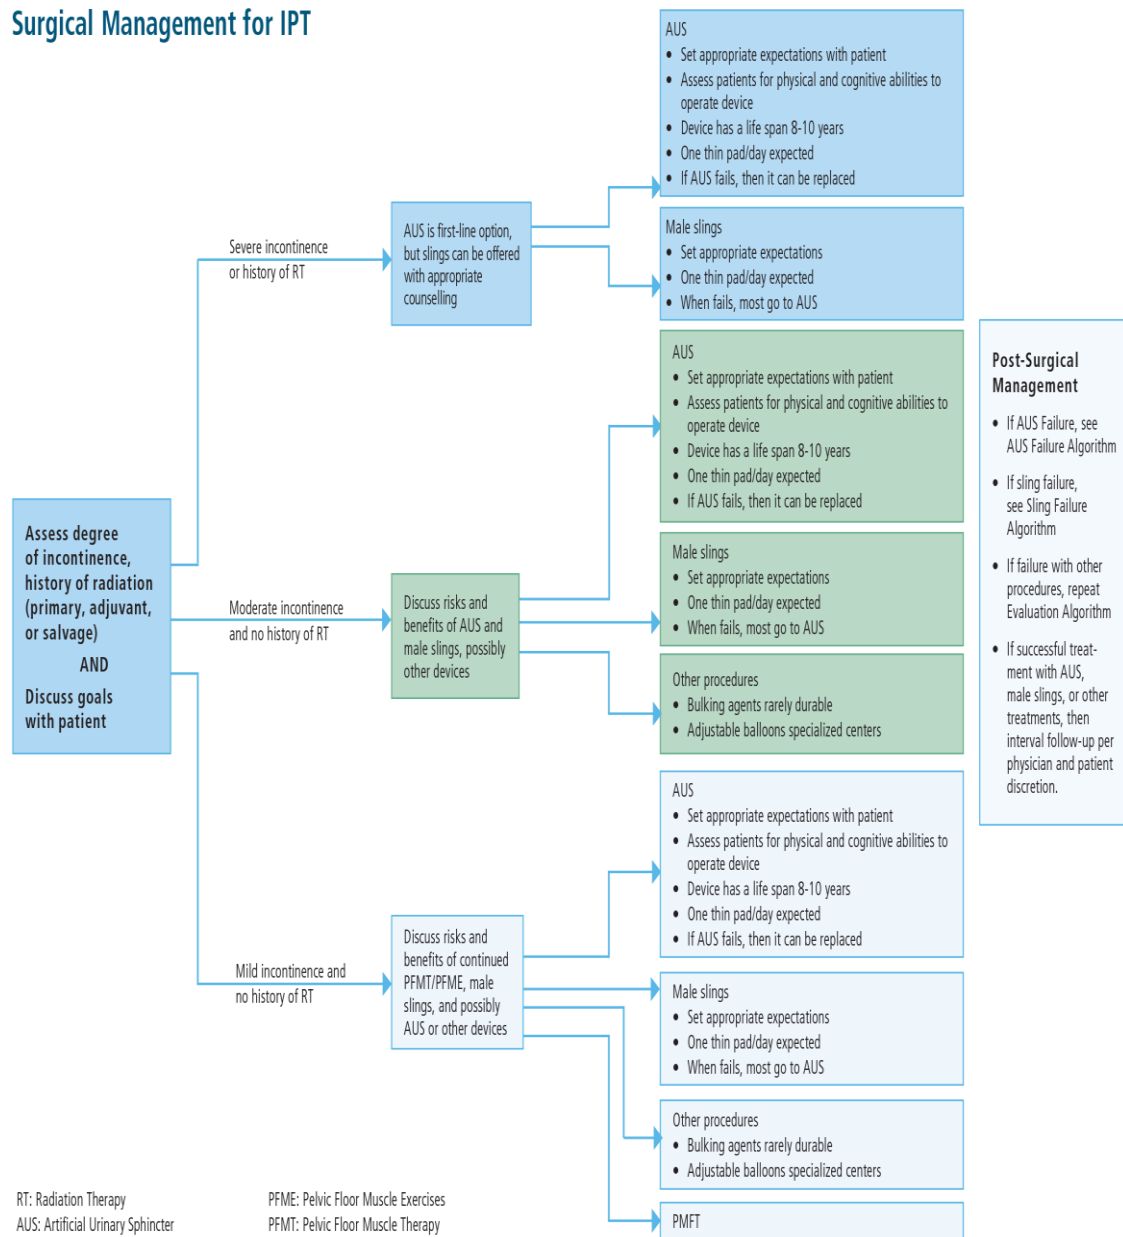 Surgical Management for IPT
AUS
• Set appropriate expectations with patient
• Assess patients for physical and cognitive abilities to
operate device
• Device has a life span 8-10 years
• One thin pad/day expected
• If AUS fails, then it can be replaced
Severe incontinence
or history of RT
AUS is first-line option,
but slings can be offered
with appropriate
counselling
Male slings
• Set appropriate expectations
• One thin pad/day expected
• When fails, most go to AUS
AUS
• Set appropriate expectations with patient
• Assess patients for physical and cognitive abilities to
operate device
• Device has a life span 8-10 years
• One thin pad/day expected
• If AUS fails, then it can be replaced
Assess degree
of incontinence,
history of radiation
(primary, adjuvant,
or salvage)
AND
Discuss goals
with patient
Moderate incontinence
and no history of RT
Discuss risks and
benefits of AUS and
male slings, possibly
other devices
Male slings
• Set appropriate expectations
• One thin pad/day expected
• When fails, most go to AUS
Other procedures
• Bulking agents rarely durable
• Adjustable balloons specialized centers
Post-Surgical
Management
• If AUS Failure, see
AUS Failure Algorithm
• If sling failure,
see Sling Failure
Algorithm
• If failure with other
procedures, repeat
Evaluation Algorithm
• If successful treat-
ment with AUS,
male slings, or other
treatments, then
interval follow-up per
physician and patient
discretion.
AUS
• Set appropriate expectations with patient
• Assess patients for physical and cognitive abilities to
operate device
• Device has a life span 8-10 years
• One thin pad/day expected
• If AUS fails, then it can be replaced
Mild incontinence and
no history of RT
Discuss risks and
benefits of continued
PFMT/PFME, male
slings, and possibly
AUS or other devices
Male slings
• Set appropriate expectations
• One thin pad/day expected
• When fails, most go to AUS
Other procedures
• Bulking agents rarely durable
• Adjustable balloons specialized centers
PMFT
RT: Radiation Therapy
AUS: Artificial Urinary Sphincter
PFME: Pelvic Floor Muscle Exercises
PFMT: Pelvic Floor Muscle Therapy